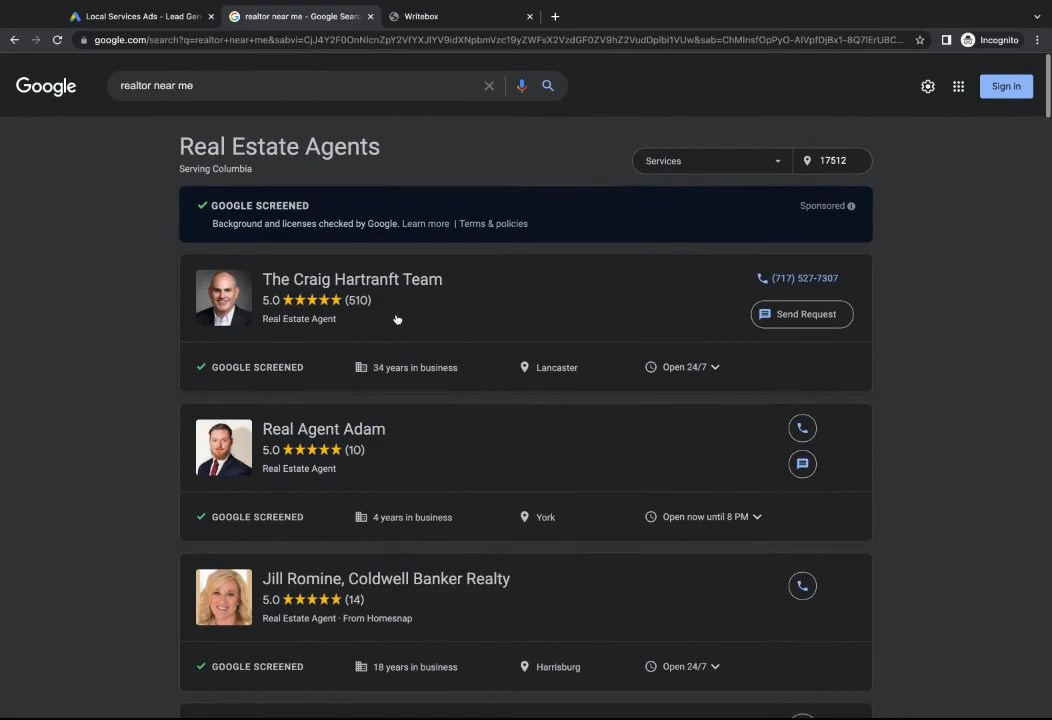 Local Services Ads - Lead Gen
realtor near me - Google Searc
Writebox
Incognito
Google
realtor near me
Sign in
Real Estate Agents
Serving Columbia
Services
17512
GOOGLE SCREENED
Sponsored
Background and licenses checked by Google. Learn more | Terms & policies
The Craig Hartranft Team
5.0 ★★★★★ (510)
Real Estate Agent
(717) 527-7307
Send Request
GOOGLE SCREENED
34 years in business
Lancaster
Open 24/7
Real Agent Adam
5.0 ★★★★★ (10)
Real Estate Agent
GOOGLE SCREENED
4 years in business
York
Open now until 8 PM
Jill Romine, Coldwell Banker Realty
5.0 ★★★★★ (14)
Real Estate Agent · From Homesnap
GOOGLE SCREENED
18 years in business
Harrisburg
Open 24/7